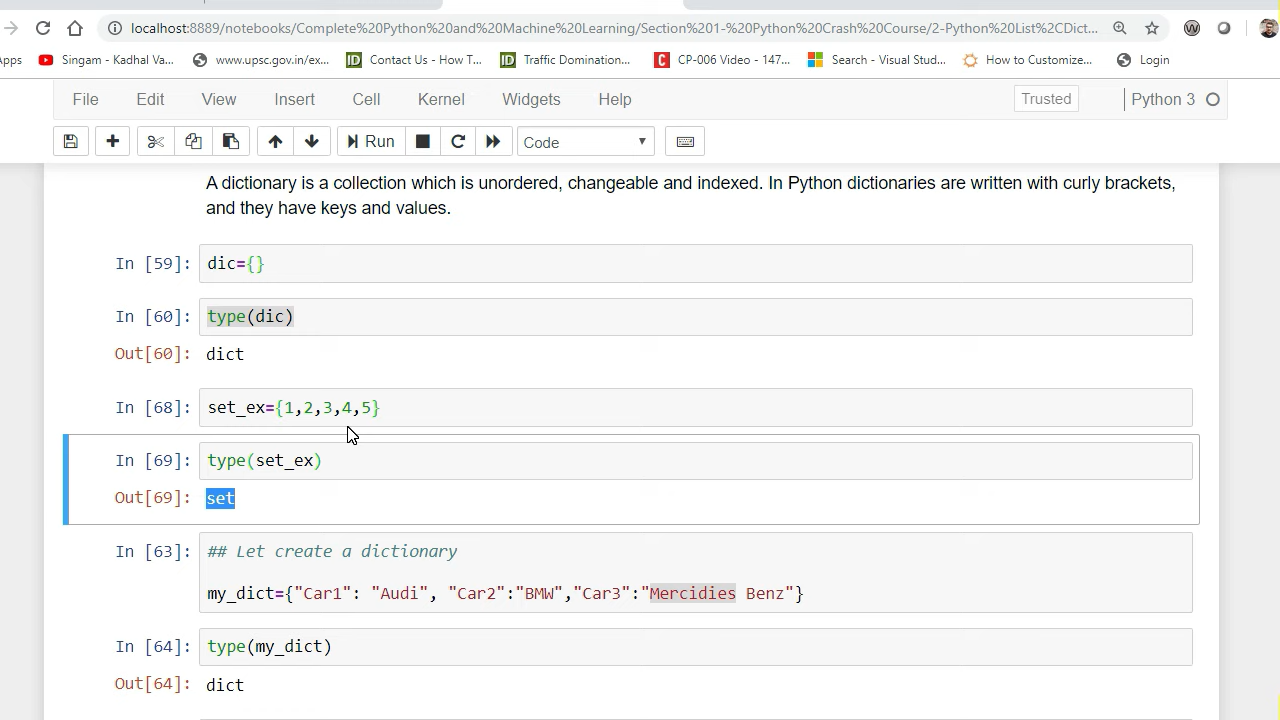 localhost:8889/notebooks/Complete%20Python%20and%20Machine%20Learning/Section%201-%20Python%20Crash%20Course/2-Python%20List%2CDict...
Apps Singam Kadhal Va... www.upsc.gov.in/ex... ID Contact Us - How T... ID Traffic Domination... C CP-006 Video - 147... Search - Visual Stud... How to Customize... Login
File Edit View Insert Cell Kernel Widgets Help Trusted Python 3
Run Code
A dictionary is a collection which is unordered, changeable and indexed. In Python dictionaries are written with curly brackets,
and they have keys and values.
In [59]: dic={}
In [60]: type(dic)
Out[60]: dict
In [68]: set_ex={1,2,3,4,5}
In [69]: type(set_ex)
Out[69]: set
In [63]: ## Let create a dictionary
my_dict={"Car1": "Audi", "Car2":"BMW","Car3":"Mercidies Benz"}
In [64]: type(my_dict)
Out[64]: dict